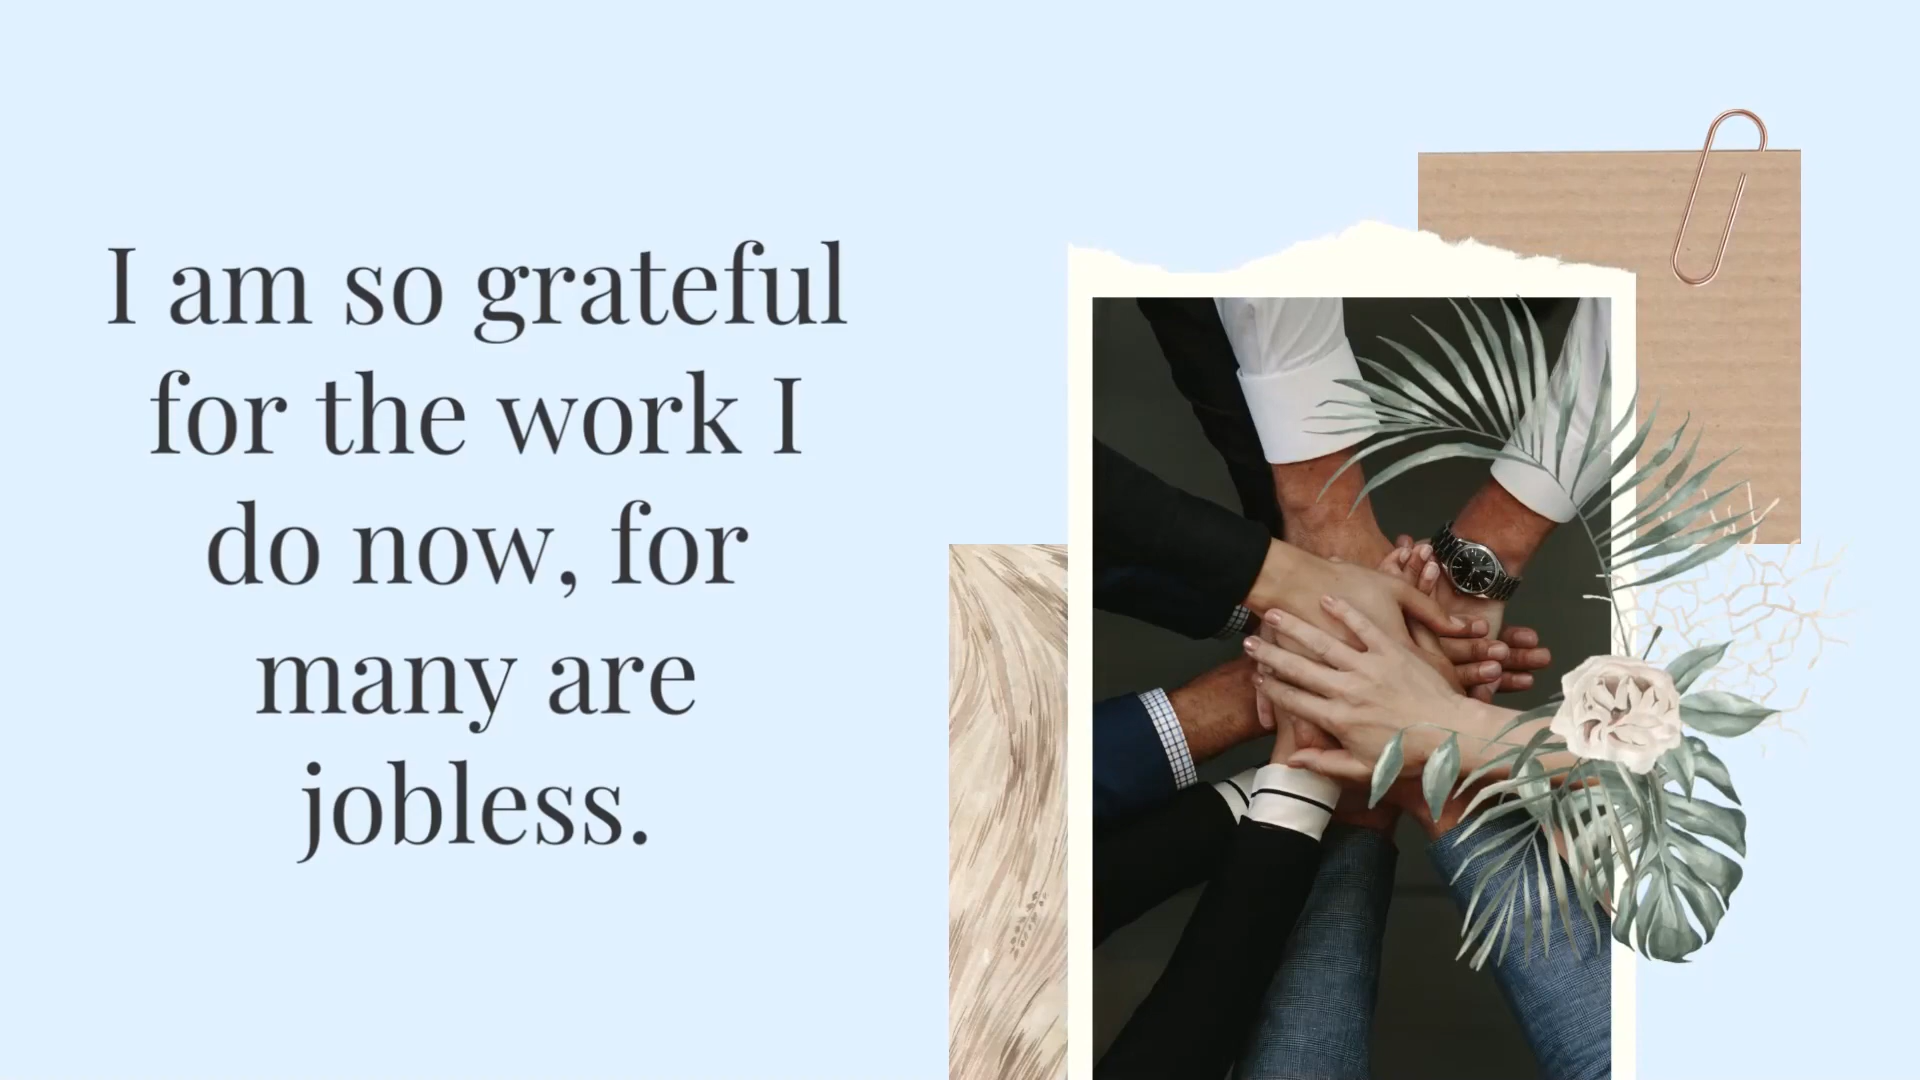 I am so grateful
for the work I
do now, for
many are
jobless.